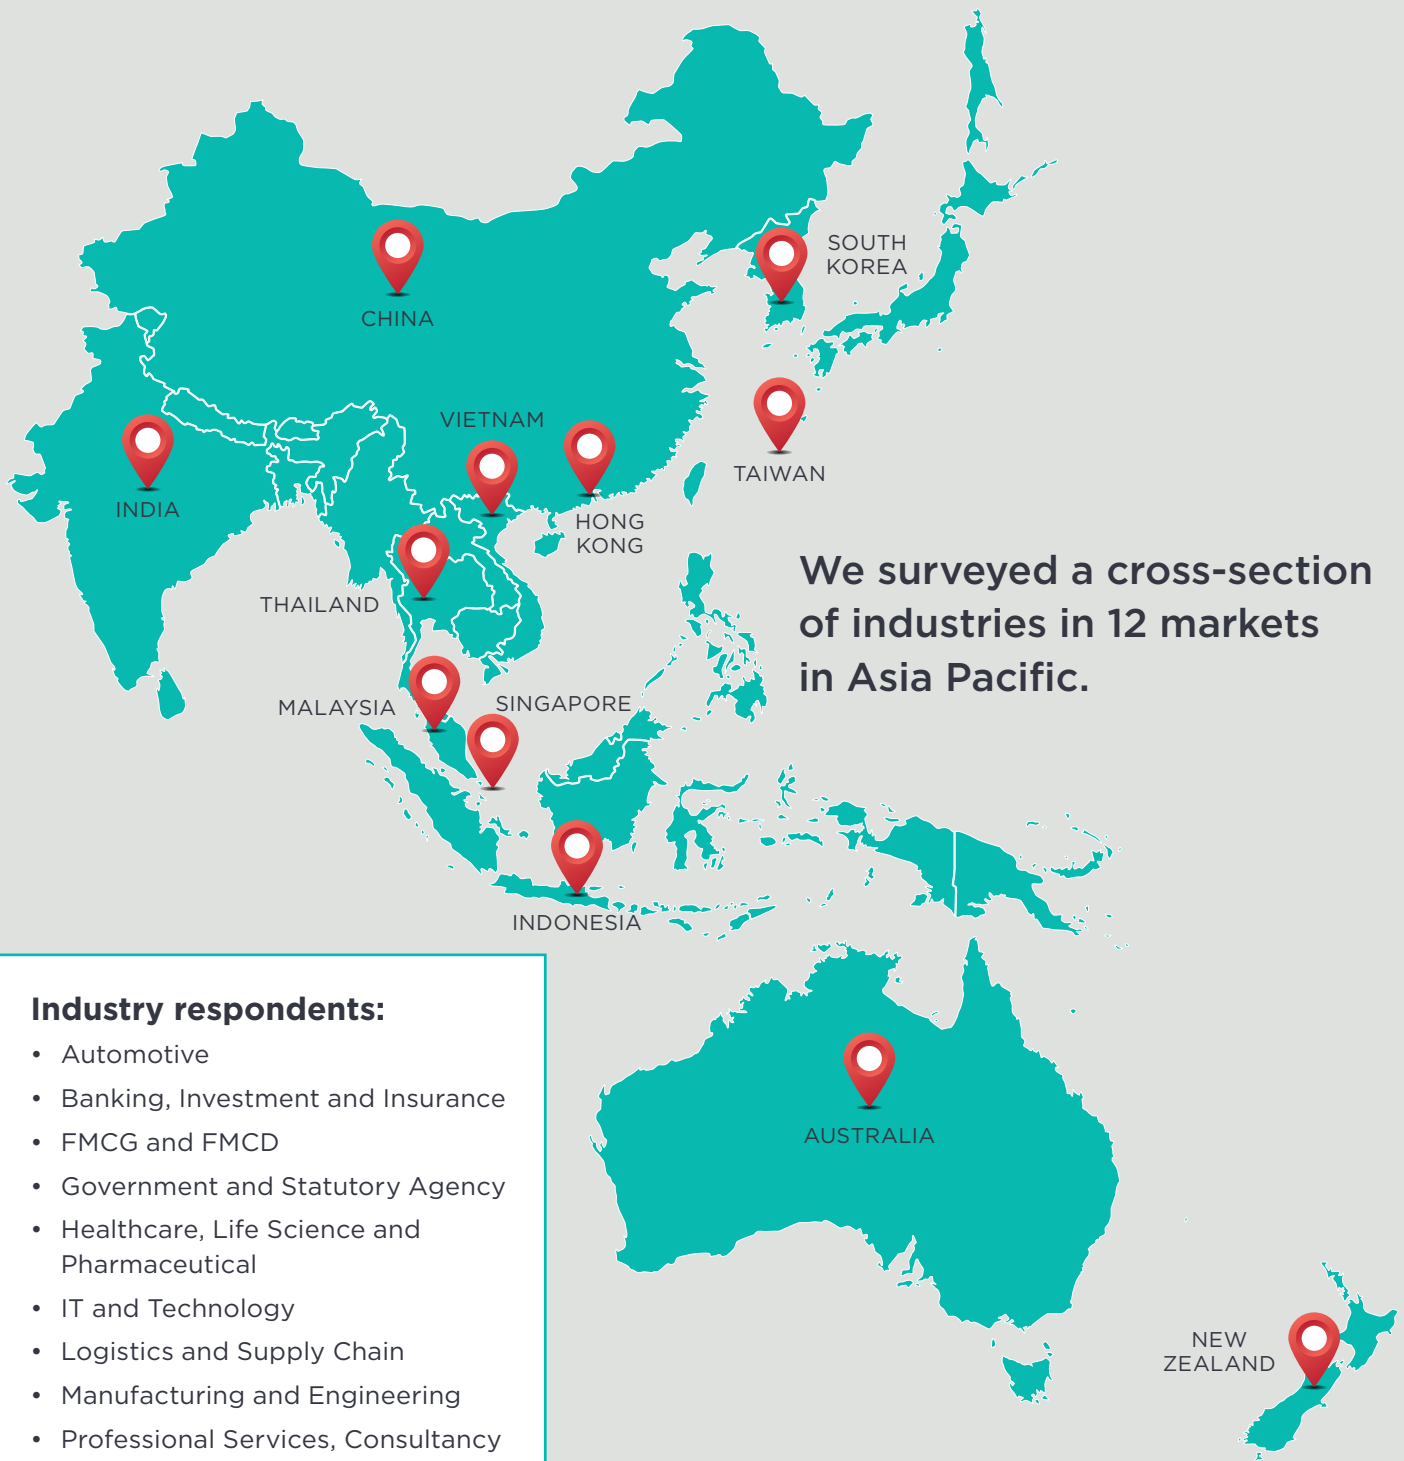 SOUTH
KOREA
CHINA
VIETNAM
TAIWAN
INDIA
HONG
KONG
We surveyed a cross-section
of industries in 12 markets
in Asia Pacific.
THAILAND
MALAYSIA
SINGAPORE
INDONESIA
AUSTRALIA
NEW
ZEALAND
Industry respondents:
• Automotive
• Banking, Investment and Insurance
• FMCG and FMCD
• Government and Statutory Agency
• Healthcare, Life Science and
Pharmaceutical
• IT and Technology
• Logistics and Supply Chain
• Manufacturing and Engineering
• Professional Services, Consultancy